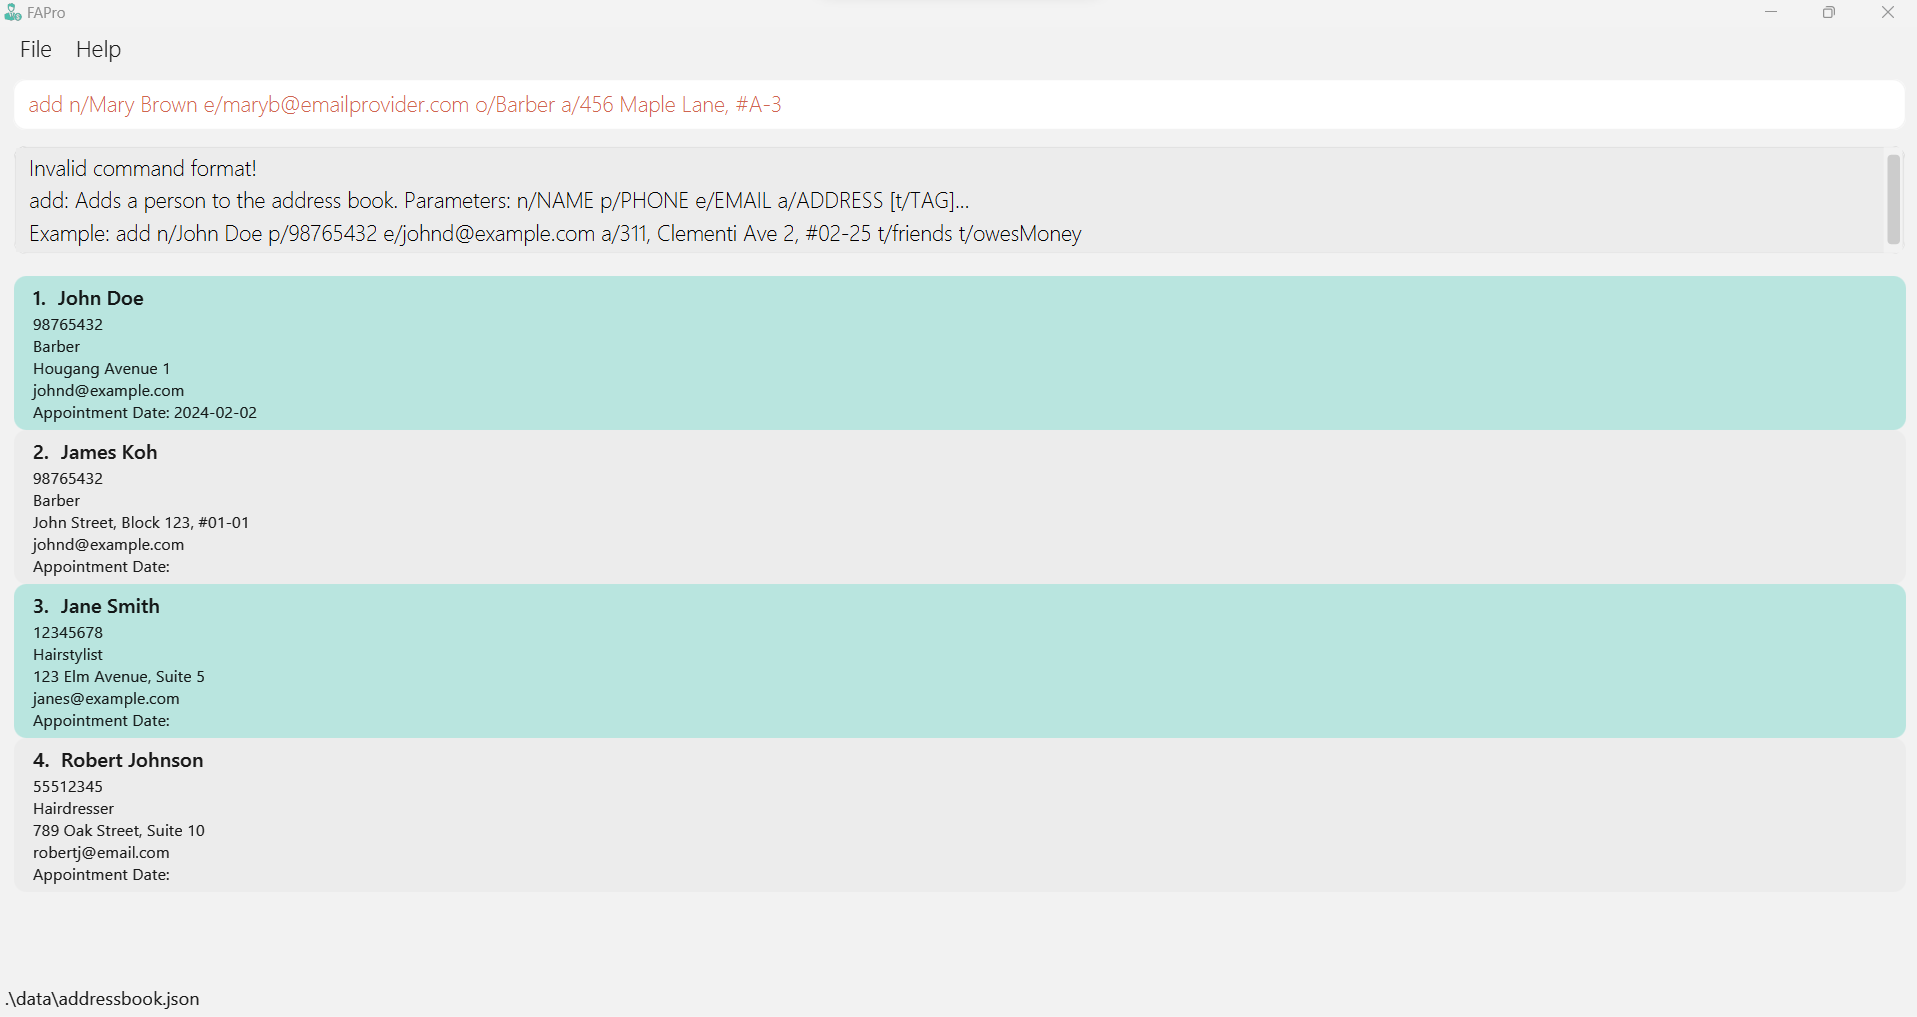 FAPro
File Help
add n/Mary Brown e/maryb@emailprovider.com o/Barber a/456 Maple Lane, #A-3
Invalid command format!
add: Adds a person to the address book. Parameters: n/NAME p/PHONE e/EMAIL a/ADDRESS [t/TAG]...
Example: add n/John Doe p/98765432 e/johnd@example.com a/311, Clementi Ave 2, #02-25 t/friends t/owesMoney
1. John Doe
98765432
Barber
Hougang Avenue 1
johnd@example.com
Appointment Date: 2024-02-02
2. James Koh
98765432
Barber
John Street, Block 123, #01-01
johnd@example.com
Appointment Date:
3. Jane Smith
12345678
Hairstylist
123 Elm Avenue, Suite 5
janes@example.com
Appointment Date:
4. Robert Johnson
55512345
Hairdresser
789 Oak Street, Suite 10
robertj@email.com
Appointment Date:
.\data\addressbook.json